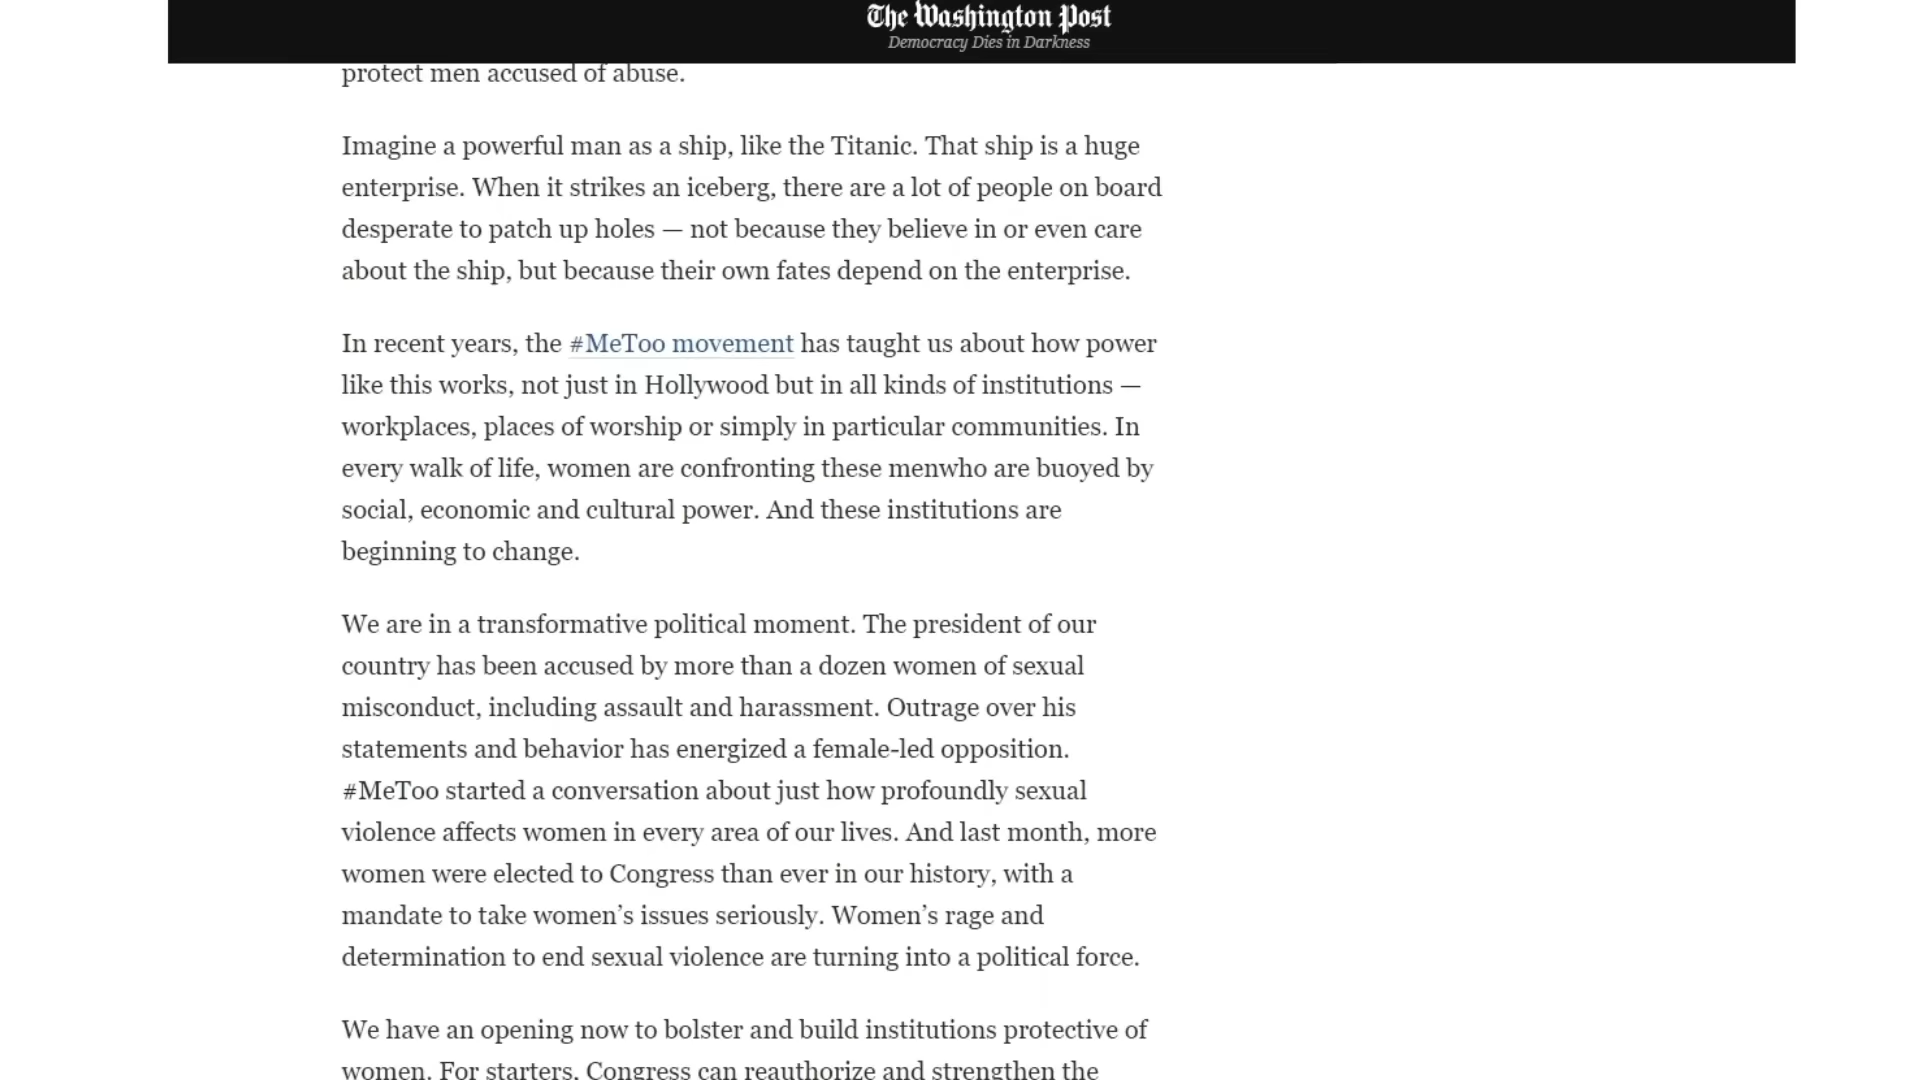 The Washington Post
Democracy Dies in Darkness
protect men accused of abuse.
Imagine a powerful man as a ship, like the Titanic. That ship is a huge
enterprise. When it strikes an iceberg, there are a lot of people on board
desperate to patch up holes — not because they believe in or even care
about the ship, but because their own fates depend on the enterprise.
In recent years, the #MeToo movement has taught us about how power
like this works, not just in Hollywood but in all kinds of institutions —
workplaces, places of worship or simply in particular communities. In
every walk of life, women are confronting these menwho are buoyed by
social, economic and cultural power. And these institutions are
beginning to change.
We are in a transformative political moment. The president of our
country has been accused by more than a dozen women of sexual
misconduct, including assault and harassment. Outrage over his
statements and behavior has energized a female-led opposition.
#MeToo started a conversation about just how profoundly sexual
violence affects women in every area of our lives. And last month, more
women were elected to Congress than ever in our history, with a
mandate to take women’s issues seriously. Women’s rage and
determination to end sexual violence are turning into a political force.
We have an opening now to bolster and build institutions protective of
women. For starters, Congress can reauthorize and strengthen the